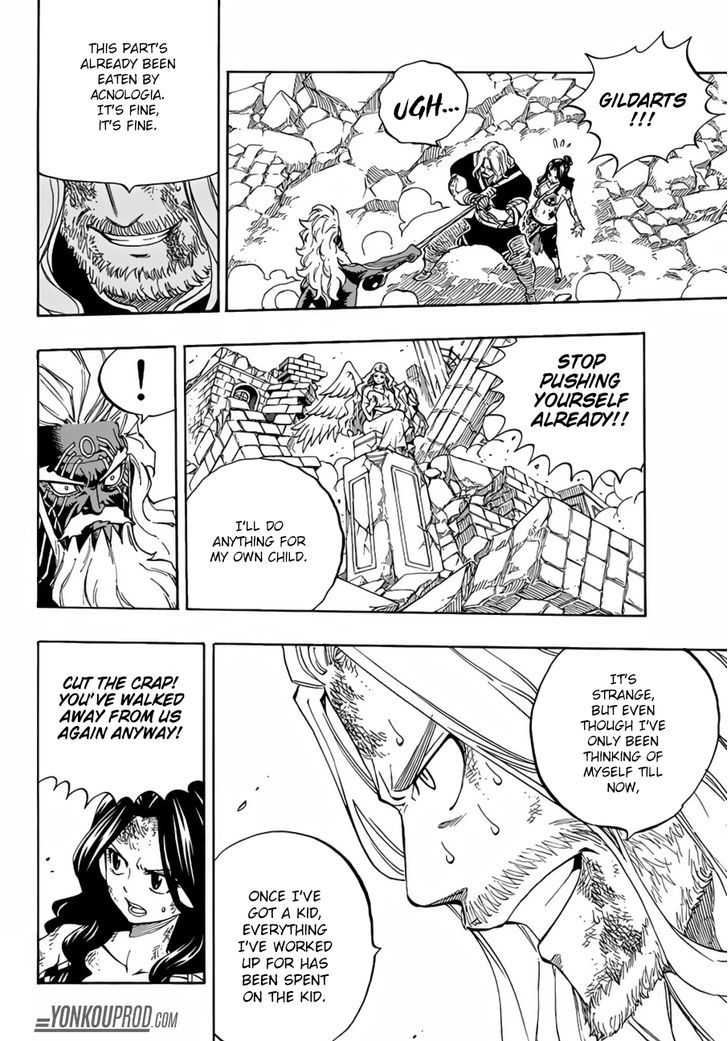 GILDARTS
!!!
UGH...
THIS PART'S
ALREADY BEEN
EATEN BY
ACNOLOGIA.
IT'S FINE,
IT'S FINE.
STOP
PUSHING
YOURSELF
ALREADY!!
I'LL DO
ANYTHING FOR
MY OWN CHILD.
!
IT'S
STRANGE,
BUT EVEN
THOUGH I'VE
ONLY BEEN
THINKING OF
MYSELF TILL
NOW,
ONCE I'VE
GOT A KID,
EVERYTHING
I'VE WORKED
UP FOR HAS
BEEN SPENT
ON THE KID.
CUT THE CRAP!
YOU'VE WALKED
AWAY FROM US
AGAIN ANYWAY!
YONKOUPROD.COM